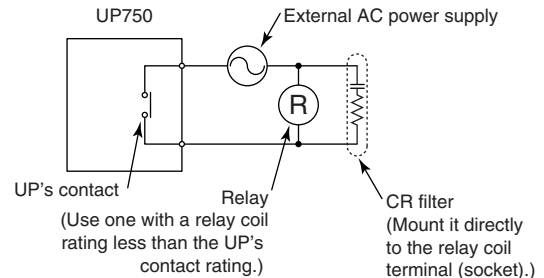 UP750
External AC power supply
R
UP's contact
Relay
(Use one with a relay coil
rating less than the UP's
contact rating.)
CR filter
(Mount it directly
to the relay coil
terminal (socket).)